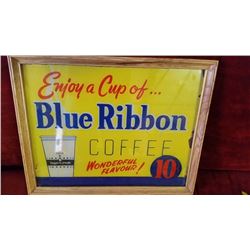 Enjoy a Cup of...
Blue Ribbon
COFFEE
WONDERFUL
FLAVOUR!
10